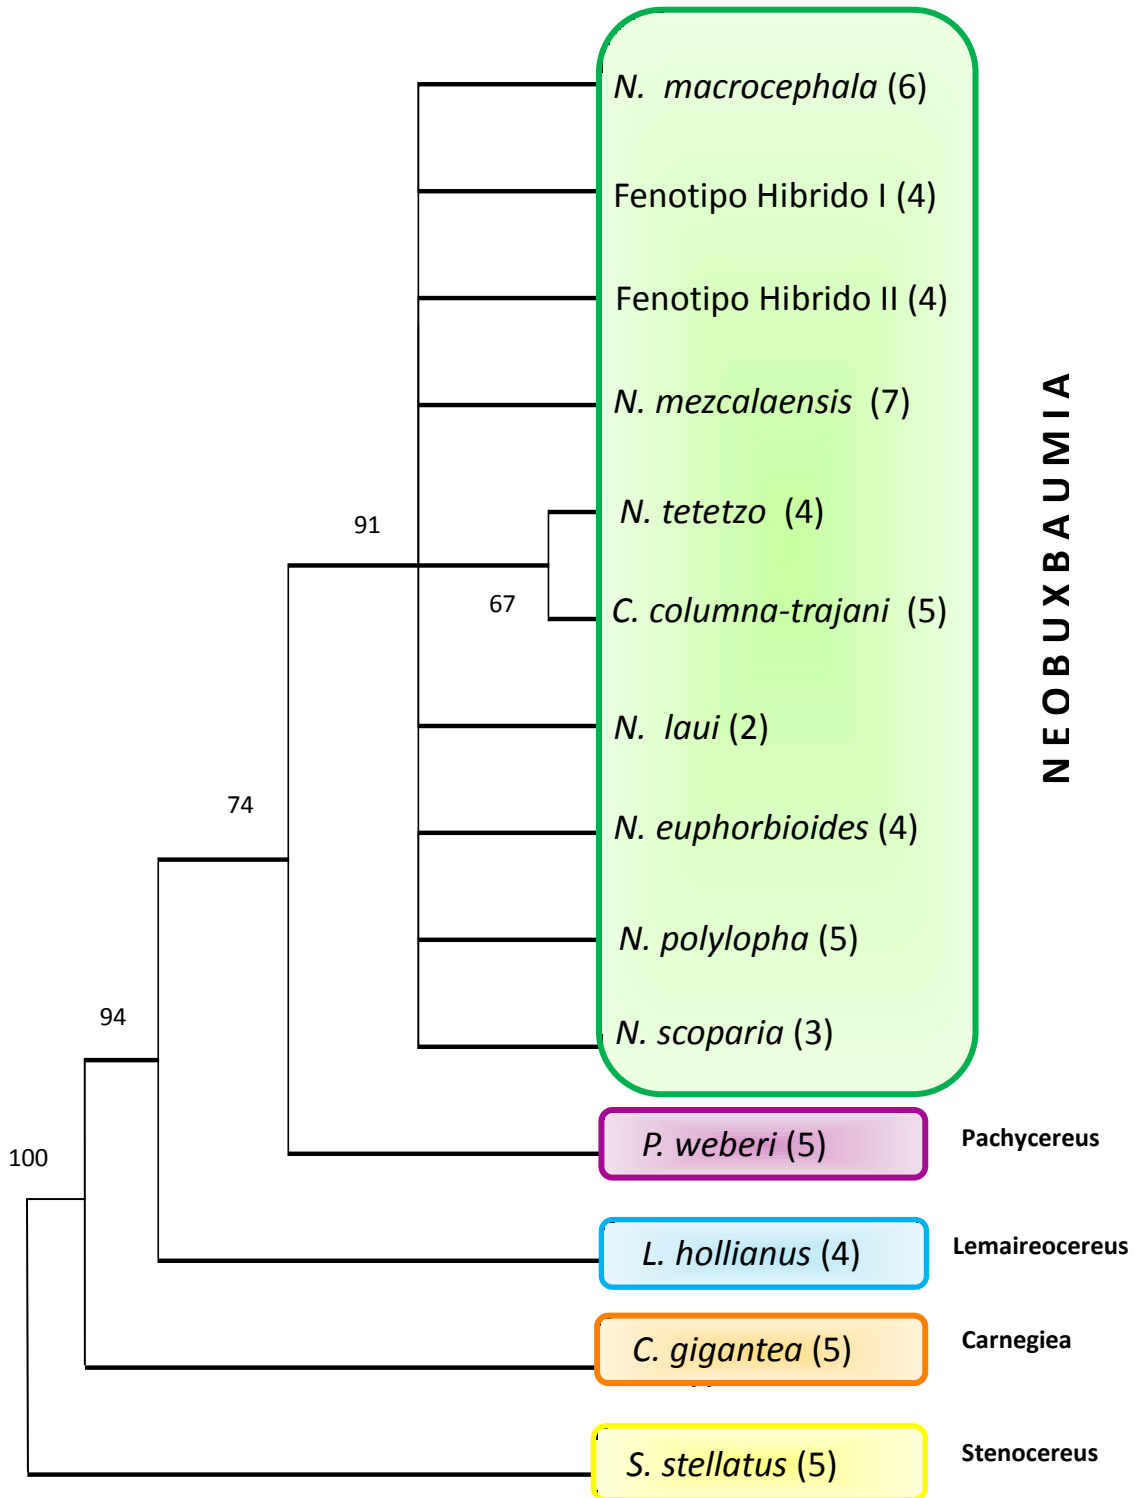 N. macrocephala (6)
Fenotipo Hibrido I (4)
Fenotipo Hibrido II (4)
N. mezcalaensis (7)
N. tetetzo (4)
C. columna-trajani (5)
N. laui (2)
N. euphorbioides (4)
N. polylopha (5)
N. scoparia (3)
NEOBUXBAUMIA
91
67
74
94
100
P. weberi (5)
Pachycereus
L. hollianus (4)
Lemaireocereus
C. gigantea (5)
Carnegiea
S. stellatus (5)
Stenocereus